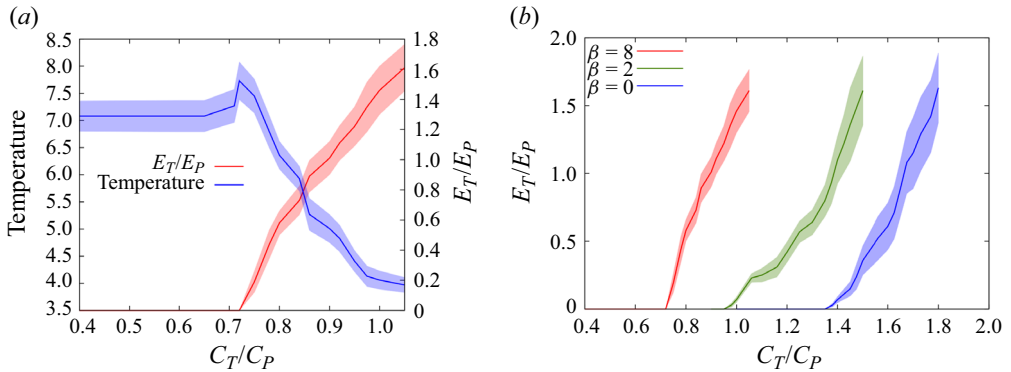 (a)
8.5
8.0
7.5
7.0
6.5
6.0
5.5
5.0
4.5
4.0
3.5
Temperature
E_T/E_P
Temperature
1.8
1.6
1.4
1.2
1.0
0.8
0.6
0.4
0.2
0
E_T/E_P
0.4 0.5 0.6 0.7 0.8 0.9 1.0
C_T/C_P
(b)
2.0
1.5
1.0
0.5
0
E_T/E_P
β = 8
β = 2
β = 0
0.4 0.6 0.8 1.0 1.2 1.4 1.6 1.8 2.0
C_T/C_P